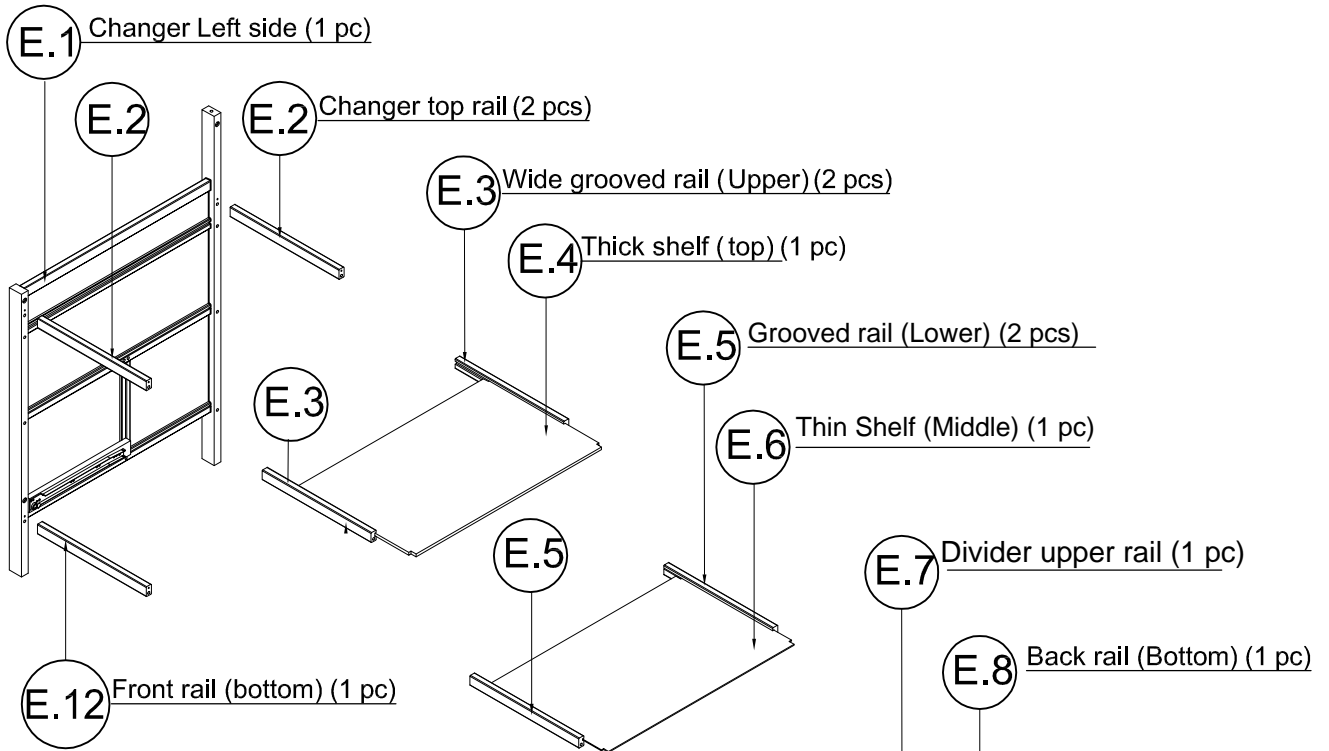 E.1 Changer Left side (1 pc)
E.2
E.2 Changer top rail (2 pcs)
E.3 Wide grooved rail (Upper) (2 pcs)
E.4 Thick shelf (top) (1 pc)
E.5 Grooved rail (Lower) (2 pcs)
E.3
E.6 Thin Shelf (Middle) (1 pc)
E.5
E.7 Divider upper rail (1 pc)
E.8 Back rail (Bottom) (1 pc)
E.12 Front rail (bottom) (1 pc)